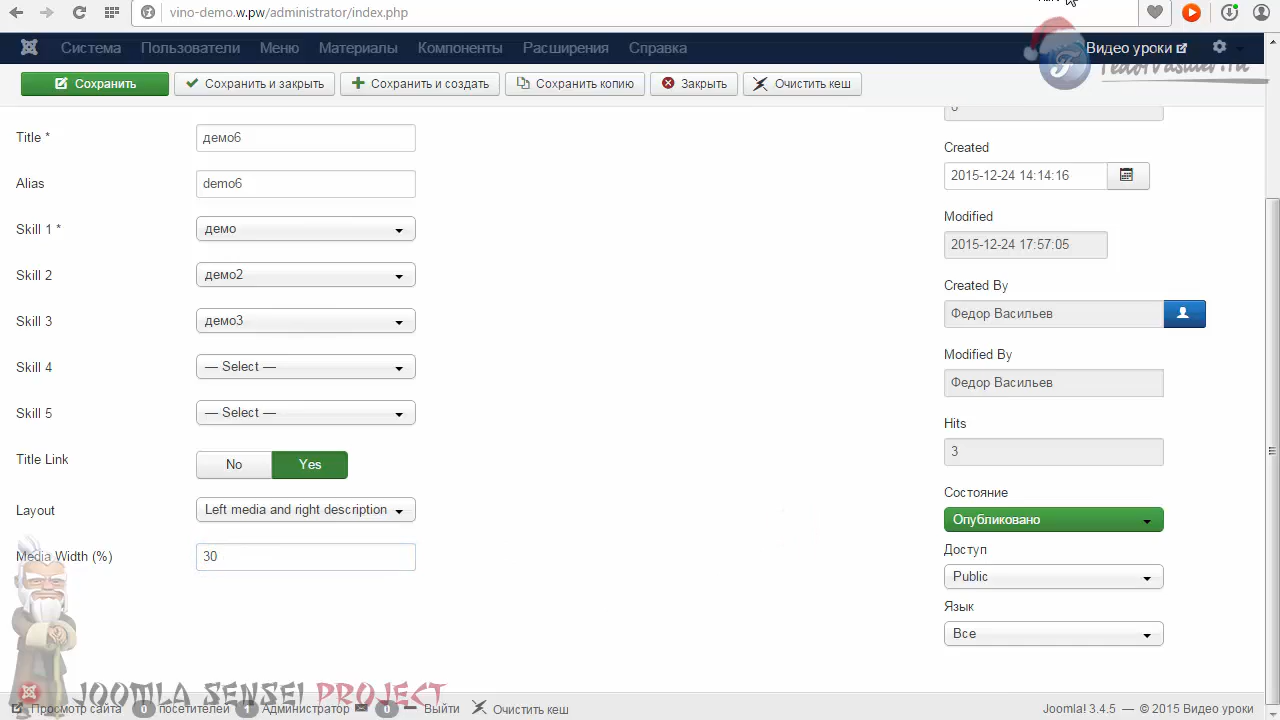 vino-demo.w.pw/administrator/index.php
Система Пользователи Меню Материалы Компоненты Расширения Справка Видео уроки
Сохранить Сохранить и закрыть Сохранить и создать Сохранить копию Закрыть Очистить кеш
Title * демо6
Alias demo6
Skill 1 * демо
Skill 2 демо2
Skill 3 демо3
Skill 4 — Select —
Skill 5 — Select —
Title Link No Yes
Layout Left media and right description
Media Width (%) 30
Created
2015-12-24 14:14:16
Modified
2015-12-24 17:57:05
Created By
Федор Васильев
Modified By
Федор Васильев
Hits
3
Состояние
Опубликовано
Доступ
Public
Язык
Все
JOOMLA SENSEI PROJECT
Просмотр сайта 0 посетителей 1 Администратор 0 Выйти Очистить кеш
Joomla! 3.4.5 — © 2015 Видео уроки